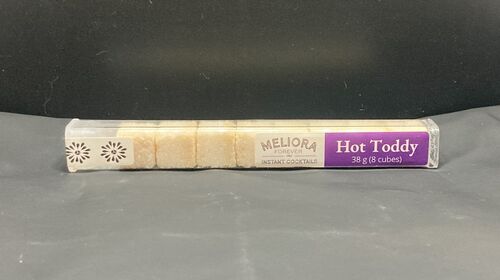 MELIORA
FOREVER
INSTANT COCKTAILS
Hot Toddy
38 g (8 cubes)